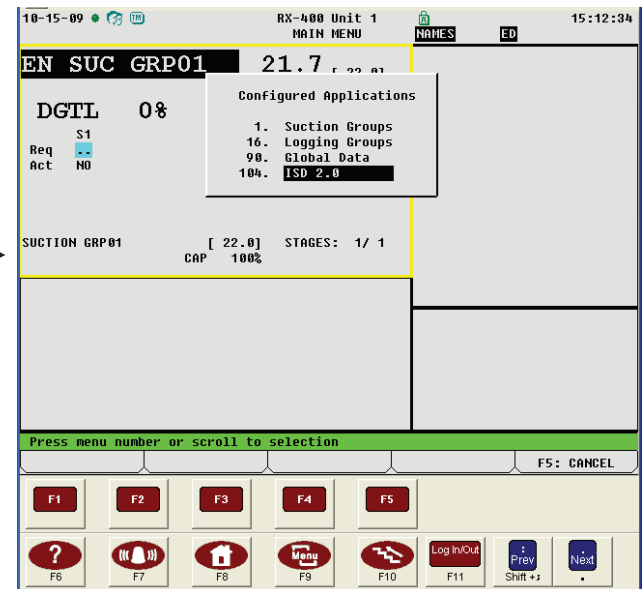 10-15-09 RX-400 Unit 1 15:12:34
MAIN MENU NAMES ED
EN SUC GRP01 21.7 [ 22.0]
Configured Applications
1. Suction Groups
16. Logging Groups
90. Global Data
104. ISD 2.0
DGTL 0%
S1
Req ..
Act NO
SUCTION GRP01 [ 22.0] STAGES: 1/ 1
CAP 100%
Press menu number or scroll to selection
F5: CANCEL
F1 F2 F3 F4 F5
? Menu Log In/Out : Prev Next
F6 F7 F8 F9 F10 F11 Shift +; .